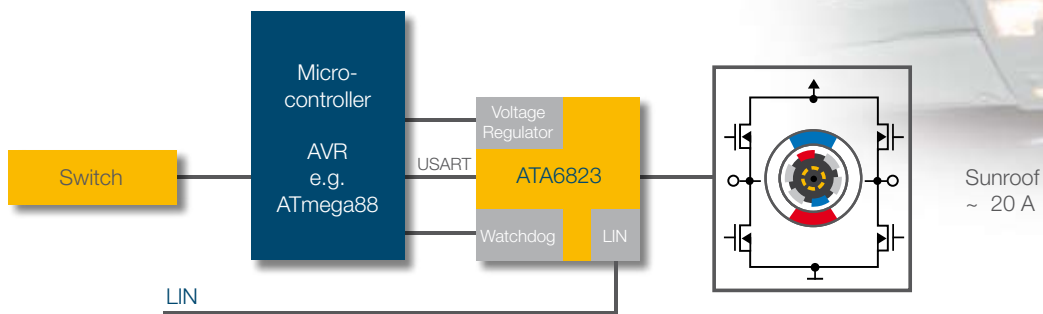 Switch
Micro-
controller
AVR
e.g.
ATmega88
USART
Voltage
Regulator
ATA6823
Watchdog
LIN
LIN
Sunroof
~ 20 A